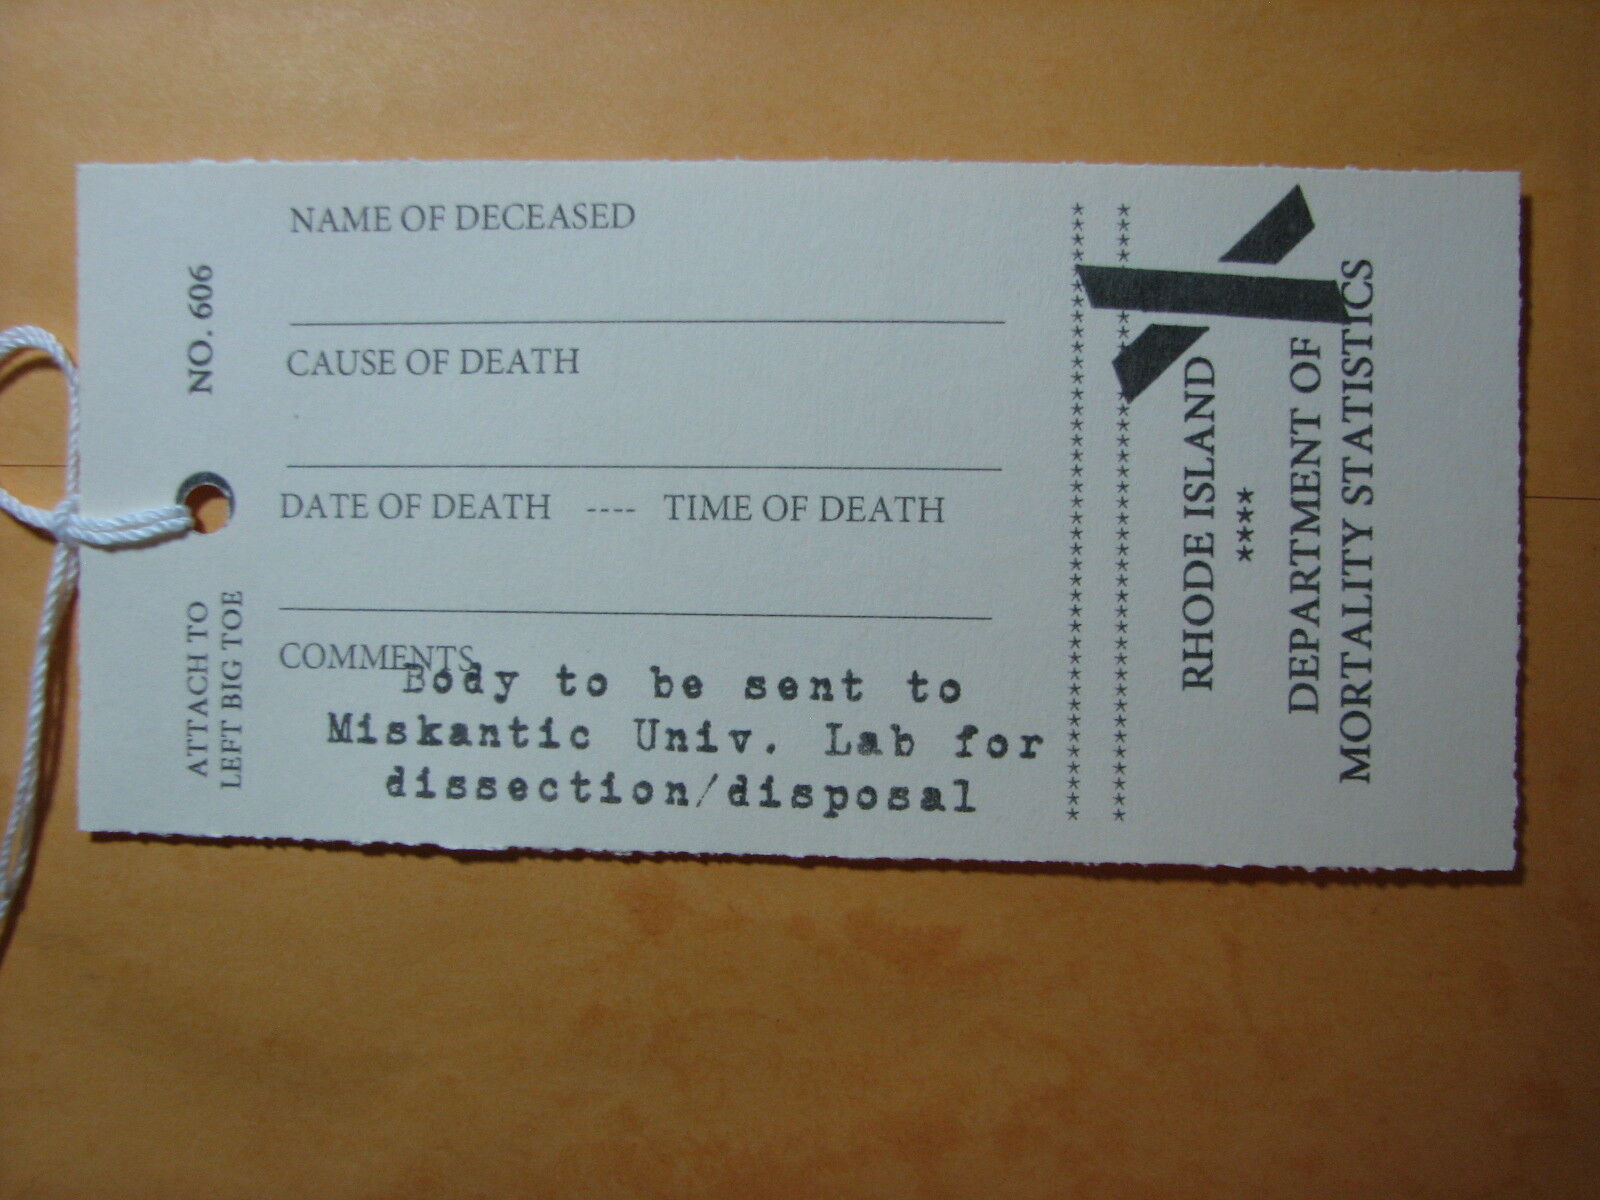 NO. 606
ATTACH TO
LEFT BIG TOE
NAME OF DECEASED
CAUSE OF DEATH
DATE OF DEATH ---- TIME OF DEATH
COMMENTS
Body to be sent to
Miskantic Univ. Lab for
dissection/disposal
RHODE ISLAND
****
DEPARTMENT OF
MORTALITY STATISTICS